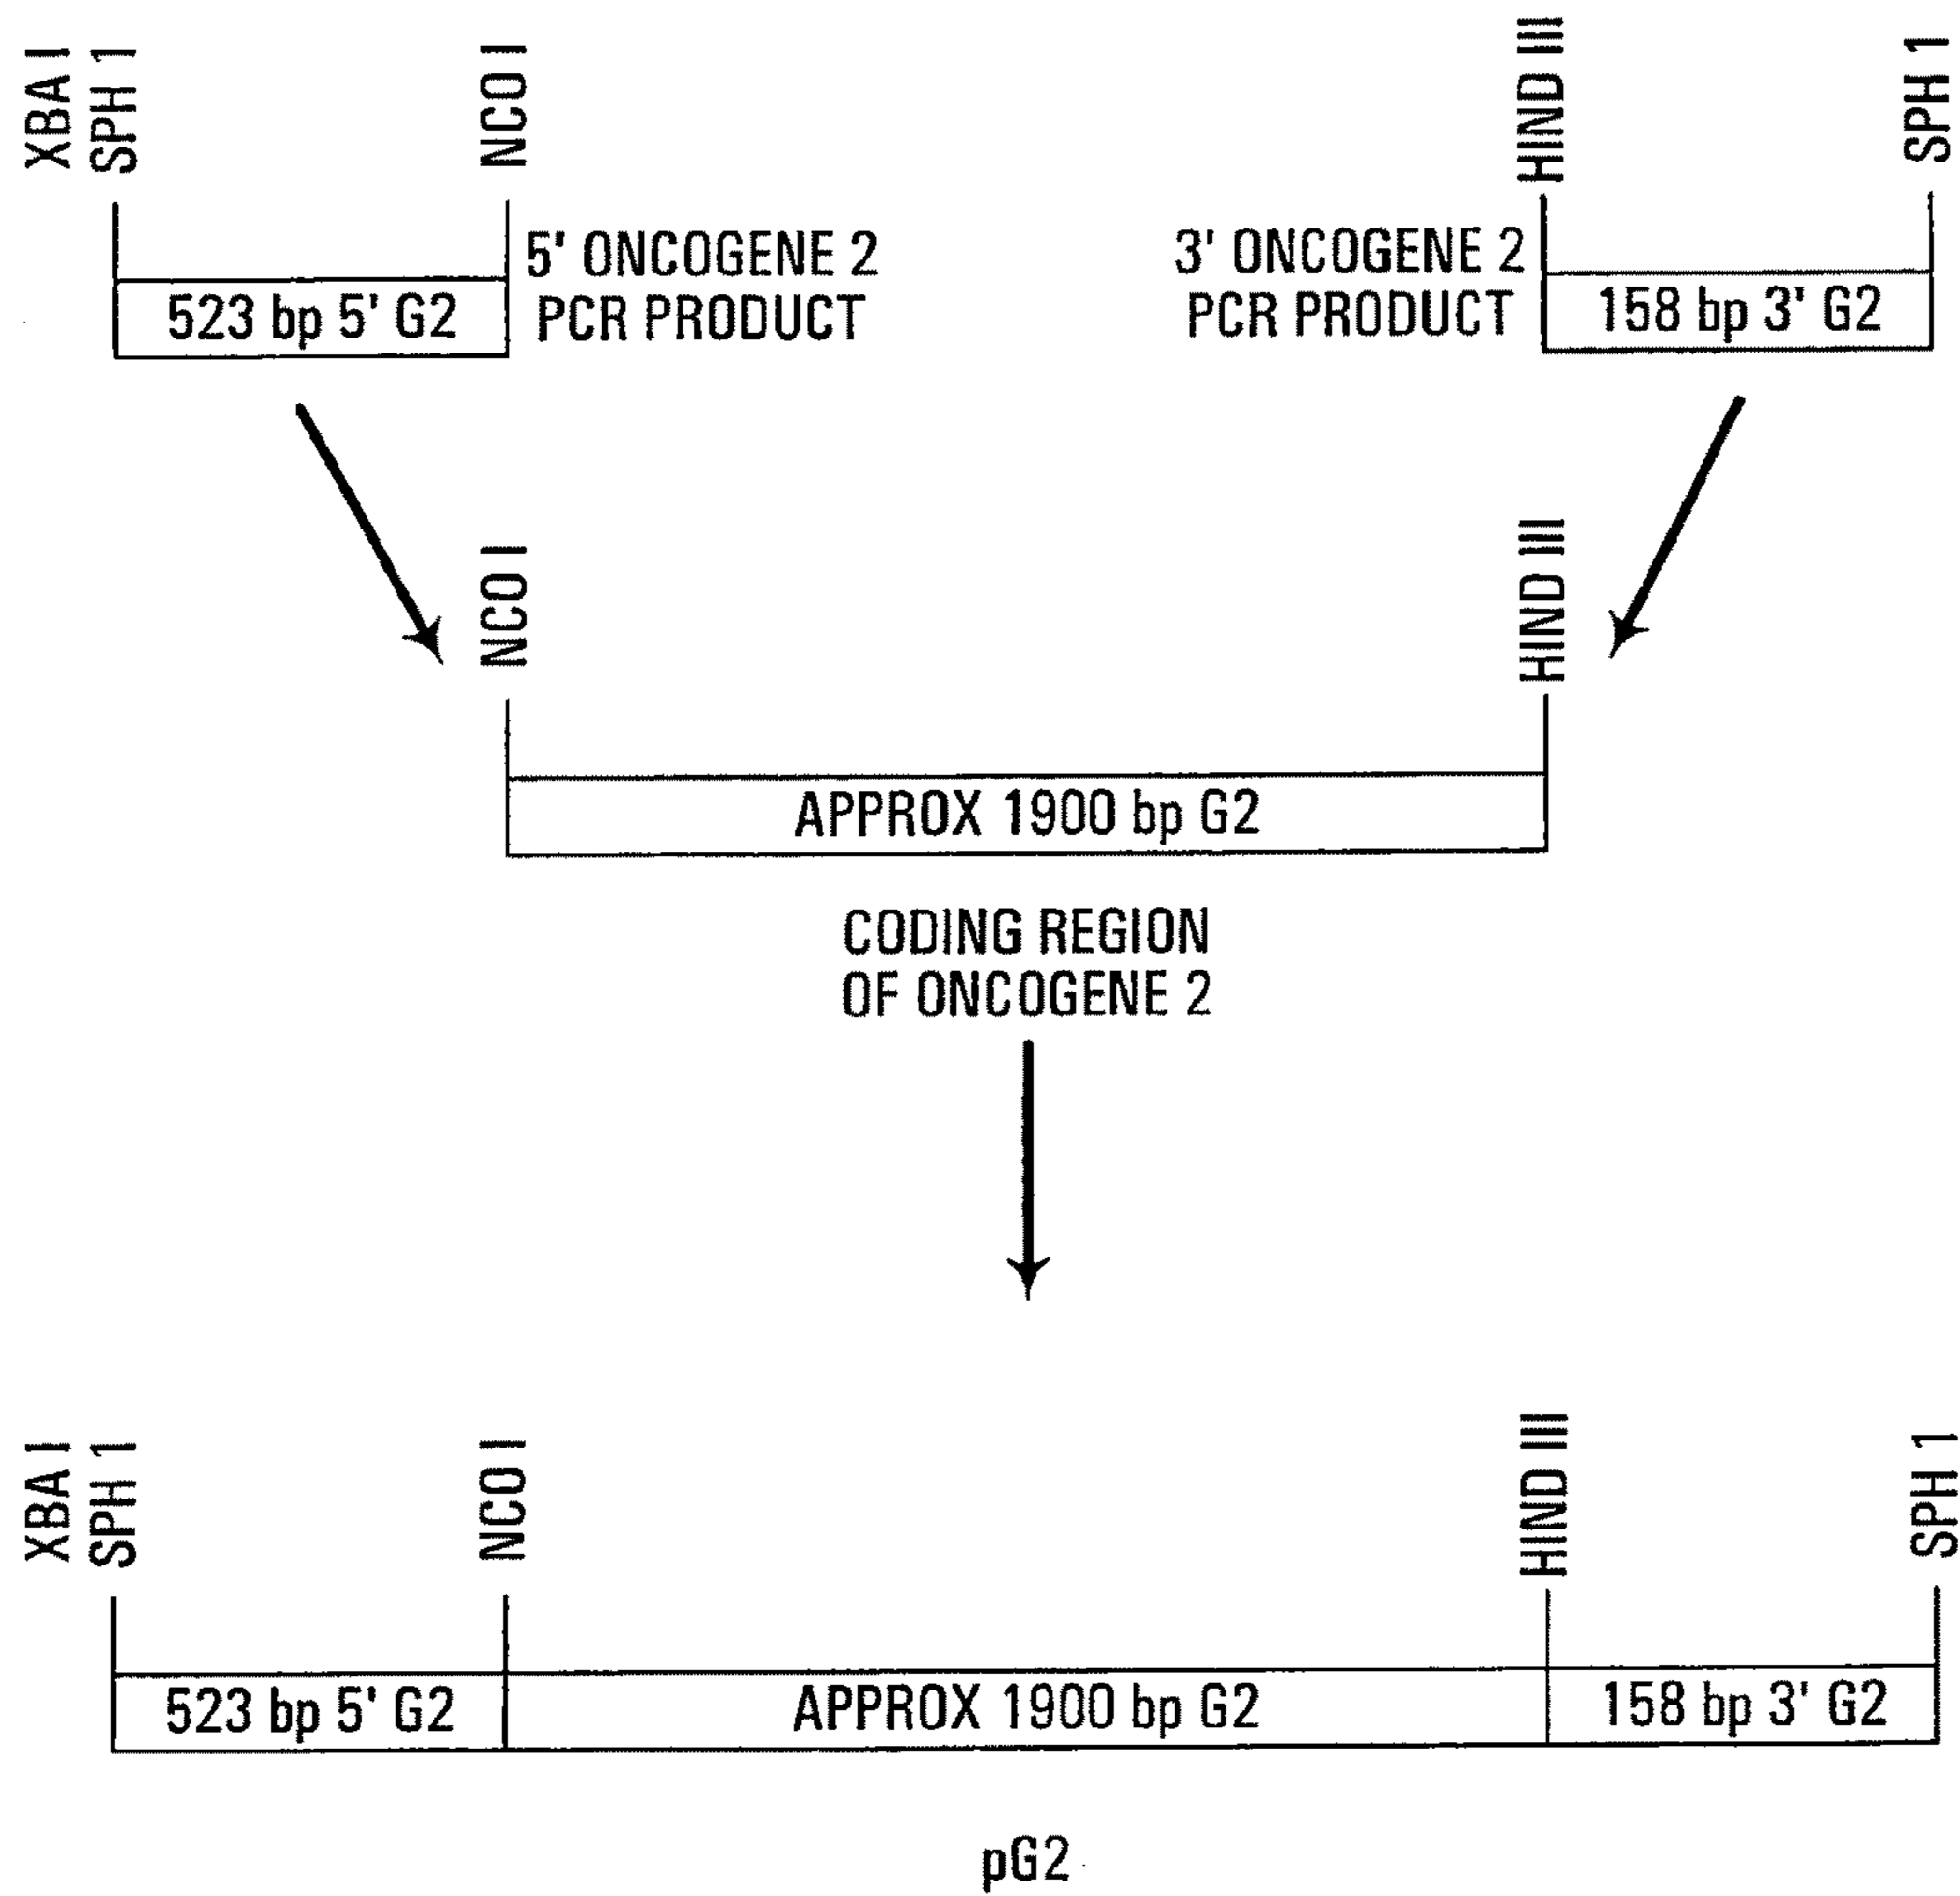 XBA I
SPH 1
NCO I
HIND III
SPH 1
5' ONCOGENE 2
PCR PRODUCT
3' ONCOGENE 2
PCR PRODUCT
523 bp 5' G2
158 bp 3' G2
NCO I
HIND III
APPROX 1900 bp G2
CODING REGION
OF ONCOGENE 2
XBA I
SPH 1
NCO I
HIND III
SPH 1
523 bp 5' G2
APPROX 1900 bp G2
158 bp 3' G2
pG2